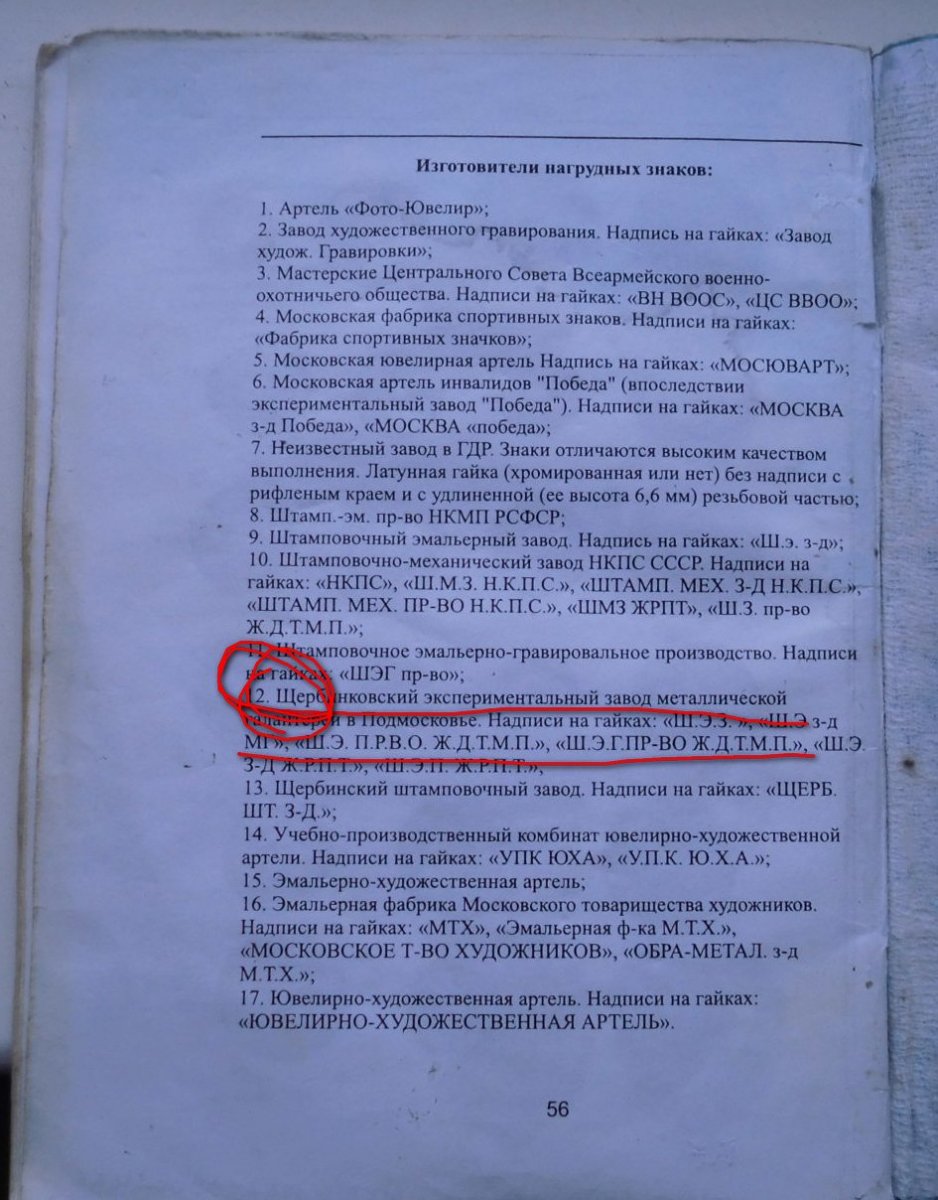 Изготовители нагрудных знаков:
1. Артель «Фото-Ювелир»;
2. Завод художественного гравирования. Надпись на гайках: «Завод
худож. Гравировки»;
3. Мастерские Центрального Совета Всеармейского военно-
охотничьего общества. Надписи на гайках: «ВН ВООС», «ЦС ВВОО»;
4. Московская фабрика спортивных знаков. Надписи на гайках:
«Фабрика спортивных значков»;
5. Московская ювелирная артель Надпись на гайках: «МОСЮВАРТ»;
6. Московская артель инвалидов "Победа" (впоследствии
экспериментальный завод "Победа"). Надписи на гайках: «МОСКВА
з-д Победа», «МОСКВА «победа»;
7. Неизвестный завод в ГДР. Знаки отличаются высоким качеством
выполнения. Латунная гайка (хромированная или нет) без надписи с
рифленым краем и с удлиненной (ее высота 6,6 мм) резьбовой частью;
8. Штамп.-эм. пр-во НКМП РСФСР;
9. Штамповочный эмальерный завод. Надпись на гайках: «Ш.э. з-д»;
10. Штамповочно-механический завод НКПС СССР. Надписи на
гайках: «НКПС», «Ш.М.З. Н.К.П.С.», «ШТАМП. МЕХ. З-Д Н.К.П.С.»,
«ШТАМП. МЕХ. ПР-ВО Н.К.П.С.», «ШМЗ ЖРПТ», «Ш.З. пр-во
Ж.Д.Т.М.П.»;
11. Штамповочное эмальерно-гравировальное производство. Надписи
на гайках: «ШЭГ пр-во»;
12. Щербинковский экспериментальный завод металлической
галантереи в Подмосковье. Надписи на гайках: «Ш.Э.З.», «Ш.Э з-д
МГ», «Ш.Э. П.Р.В.О. Ж.Д.Т.М.П.», «Ш.Э.Г.ПР-ВО Ж.Д.Т.М.П.», «Ш.Э.
З-Д Ж.Р.П.Т», «Ш.Э.П. Ж.Р.П.Т»,
13. Щербинский штамповочный завод. Надписи на гайках: «ЩЕРБ.
ШТ. З-Д.»;
14. Учебно-производственный комбинат ювелирно-художественной
артели. Надписи на гайках: «УПК ЮХА», «У.П.К. Ю.Х.А.»;
15. Эмальерно-художественная артель;
16. Эмальерная фабрика Московского товарищества художников.
Надписи на гайках: «МТХ», «Эмальерная ф-ка М.Т.Х.»,
«МОСКОВСКОЕ Т-ВО ХУДОЖНИКОВ», «ОБРА-МЕТАЛ. з-д
М.Т.Х.»;
17. Ювелирно-художественная артель. Надписи на гайках:
«ЮВЕЛИРНО-ХУДОЖЕСТВЕННАЯ АРТЕЛЬ».
56